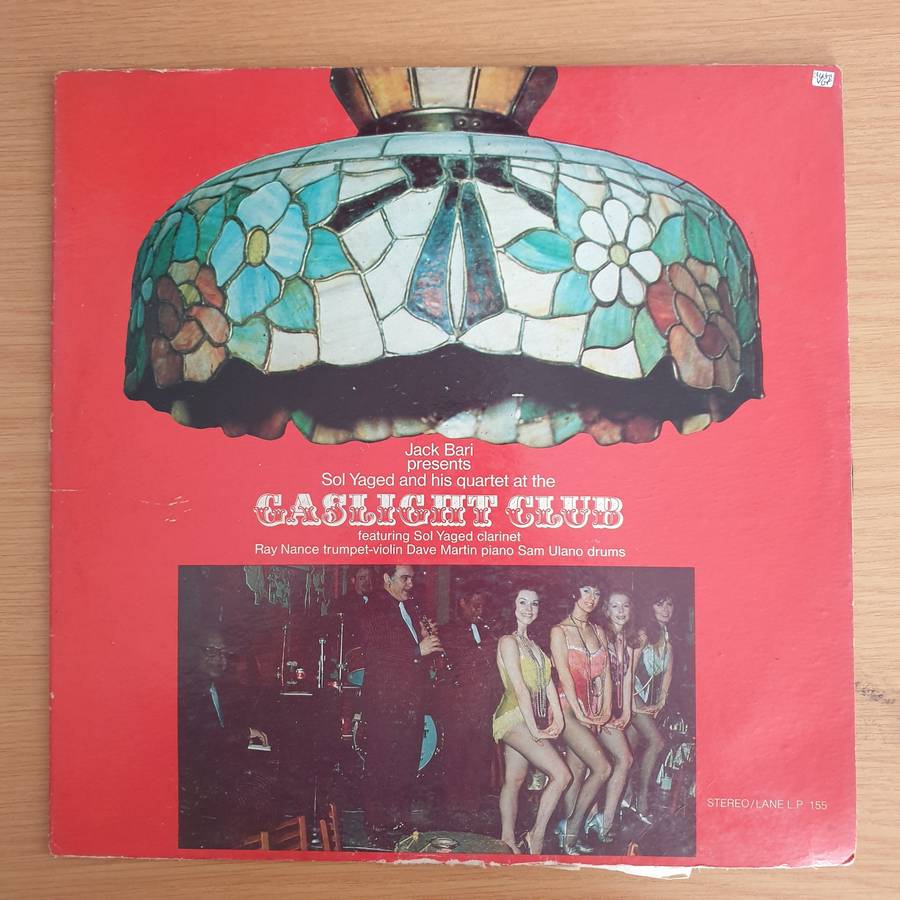 Jack Bari
presents
Sol Yaged and his quartet at the
GASLIGHT CLUB
featuring Sol Yaged clarinet
Ray Nance trumpet-violin Dave Martin piano Sam Ulano drums
STEREO/LANE L.P. 155